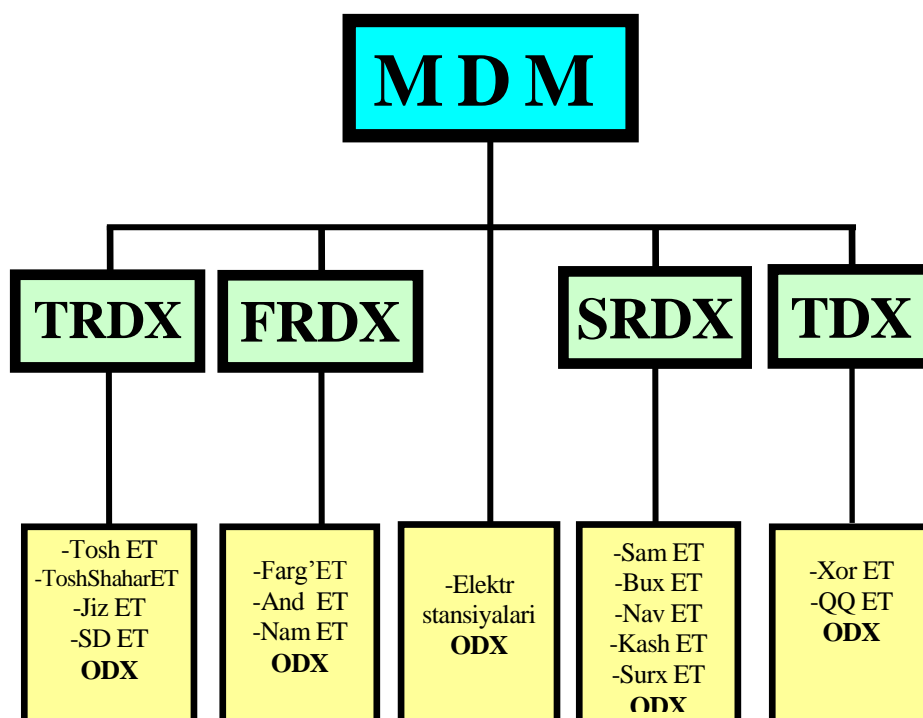 M D M
TRDX
FRDX
SRDX
TDX
-Tosh ET
-ToshShaharET
-Jiz ET
-SD ET
ODX
-Farg’ET
-And ET
-Nam ET
ODX
-Elektr
stansiyalari
ODX
-Sam ET
-Bux ET
-Nav ET
-Kash ET
-Surx ET
ODX
-Xor ET
-QQ ET
ODX